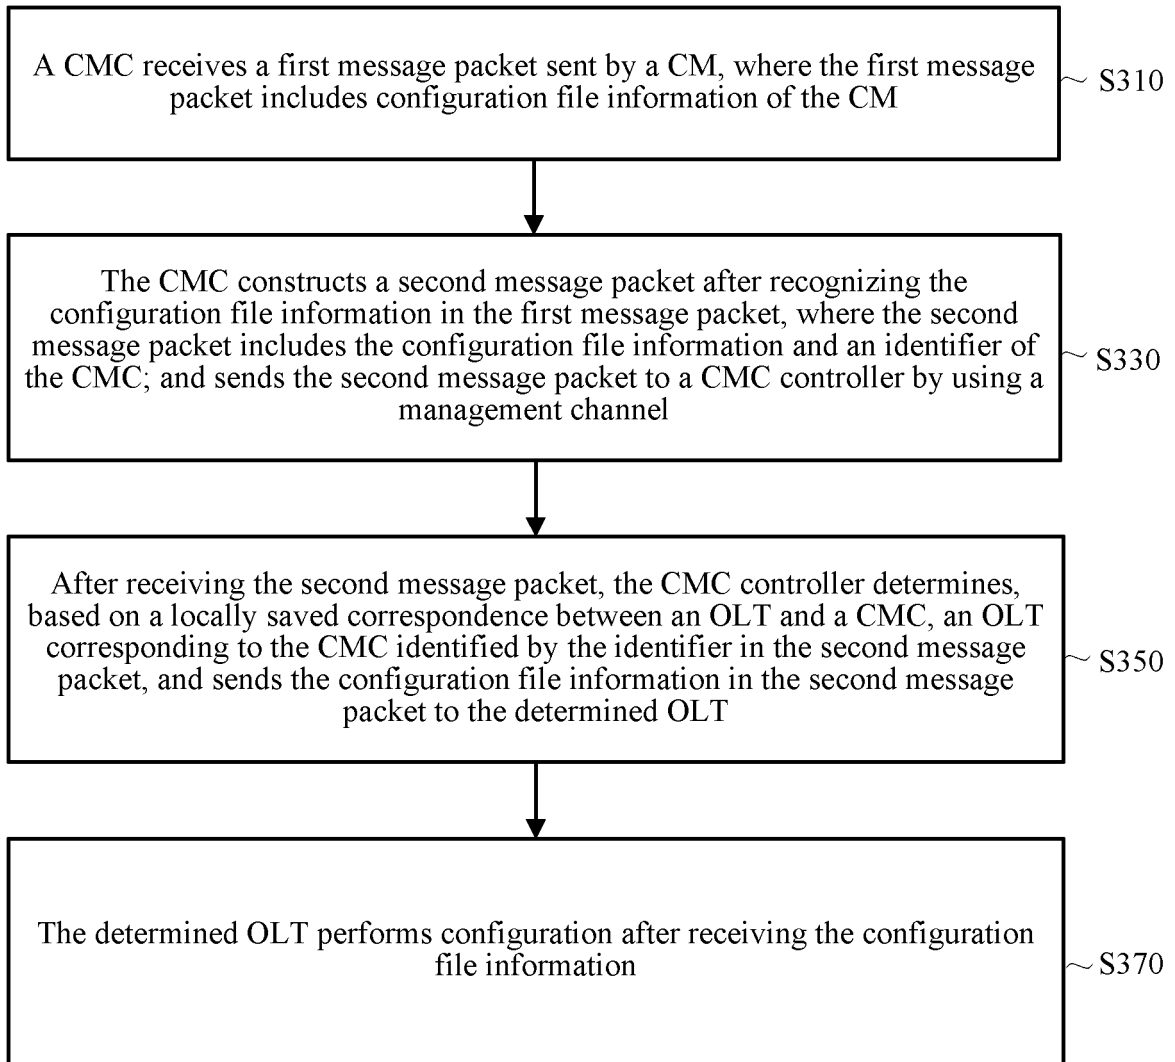 A CMC receives a first message packet sent by a CM, where the first message
packet includes configuration file information of the CM
S310
The CMC constructs a second message packet after recognizing the
configuration file information in the first message packet, where the second
message packet includes the configuration file information and an identifier of
the CMC; and sends the second message packet to a CMC controller by using a
management channel
S330
After receiving the second message packet, the CMC controller determines,
based on a locally saved correspondence between an OLT and a CMC, an OLT
corresponding to the CMC identified by the identifier in the second message
packet, and sends the configuration file information in the second message
packet to the determined OLT
S350
The determined OLT performs configuration after receiving the configuration
file information
S370